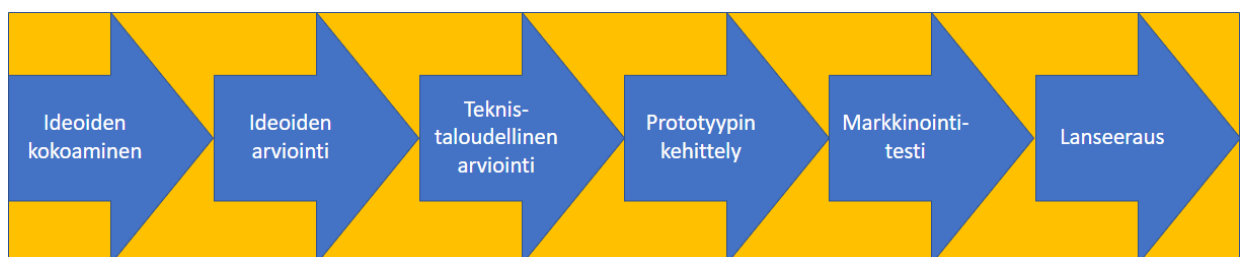 Ideoiden
kokoaminen
Ideoiden
arviointi
Teknis-
taloudellinen
arviointi
Prototyypin
kehittely
Markkinointi-
testi
Lanseeraus